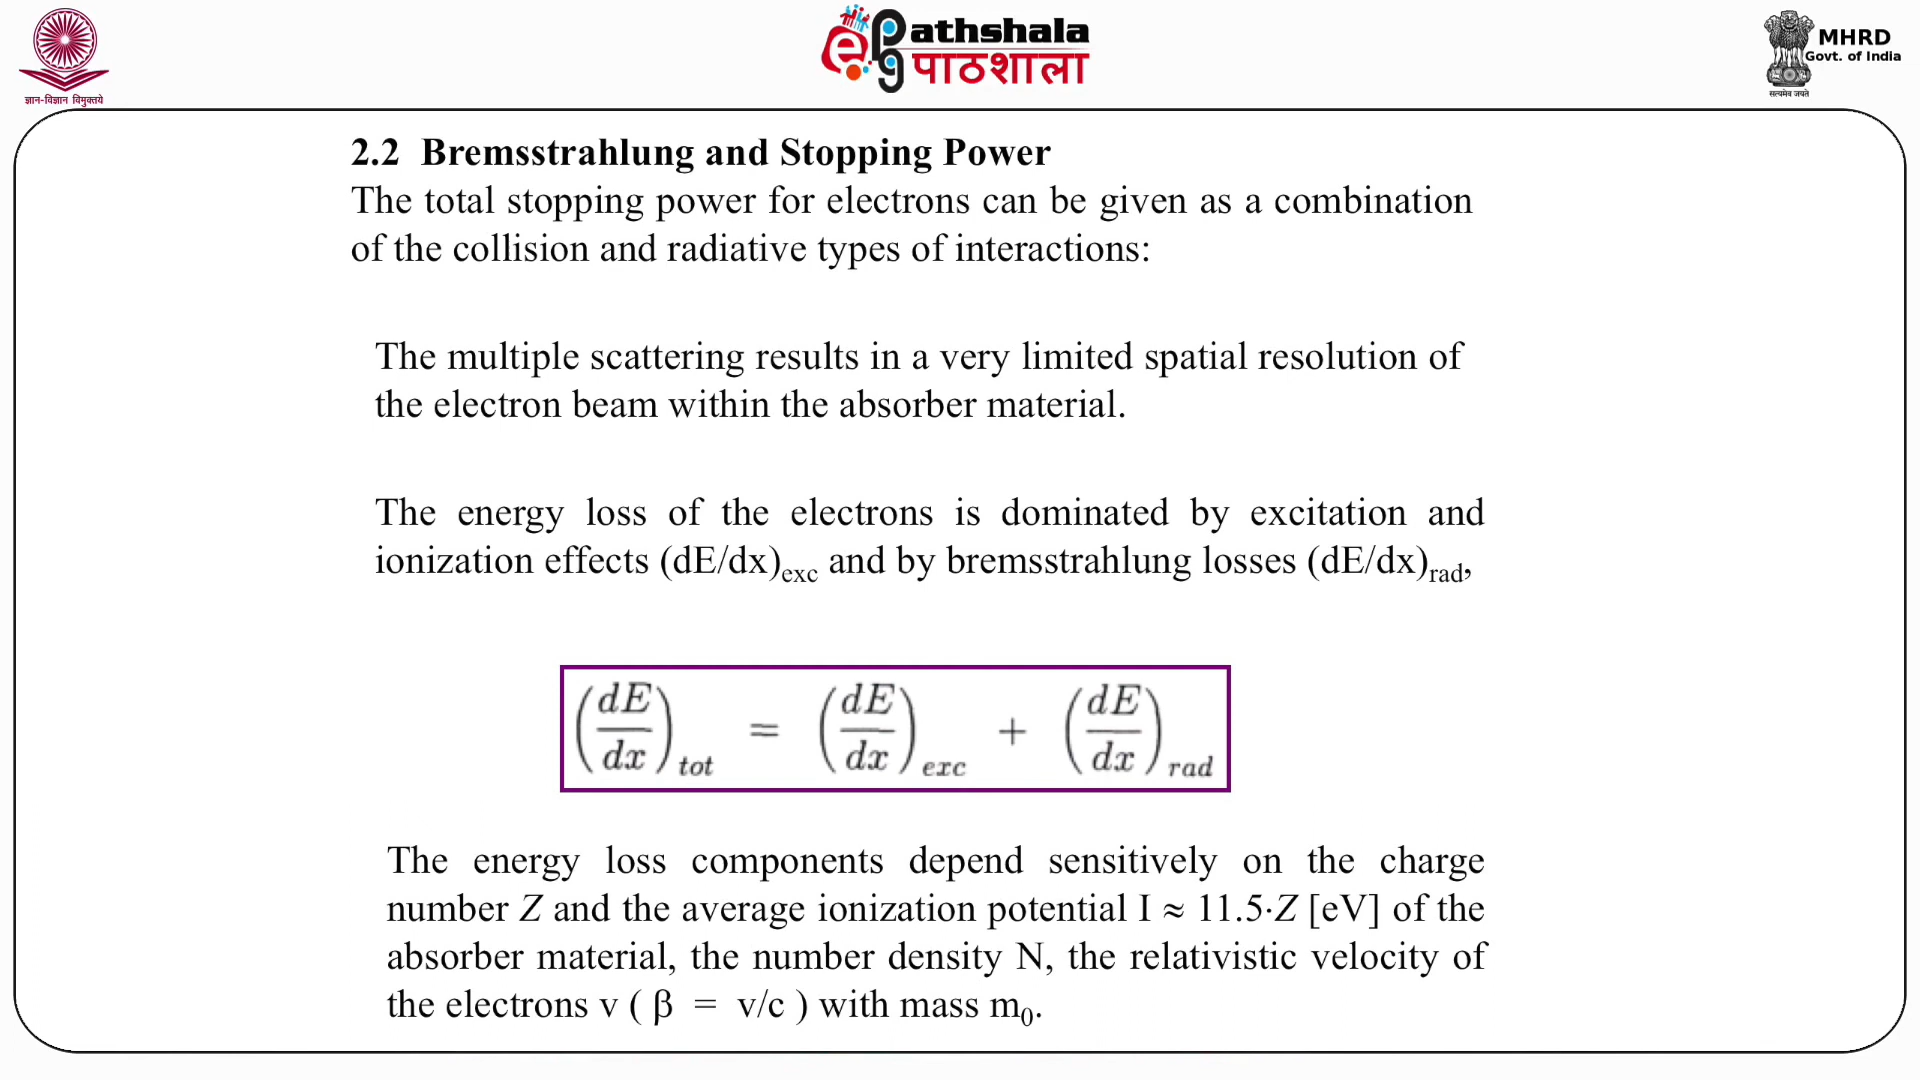 ज्ञान-विज्ञान विमुक्तये
ePathshala
पाठशाला
MHRD
Govt. of India
सत्यमेव जयते
2.2 Bremsstrahlung and Stopping Power
The total stopping power for electrons can be given as a combination
of the collision and radiative types of interactions:
The multiple scattering results in a very limited spatial resolution of
the electron beam within the absorber material.
The energy loss of the electrons is dominated by excitation and
ionization effects (dE/dx)exc and by bremsstrahlung losses (dE/dx)rad,
(dE/dx)tot = (dE/dx)exc + (dE/dx)rad
The energy loss components depend sensitively on the charge
number Z and the average ionization potential I ≈ 11.5·Z [eV] of the
absorber material, the number density N, the relativistic velocity of
the electrons v ( β = v/c ) with mass m0.